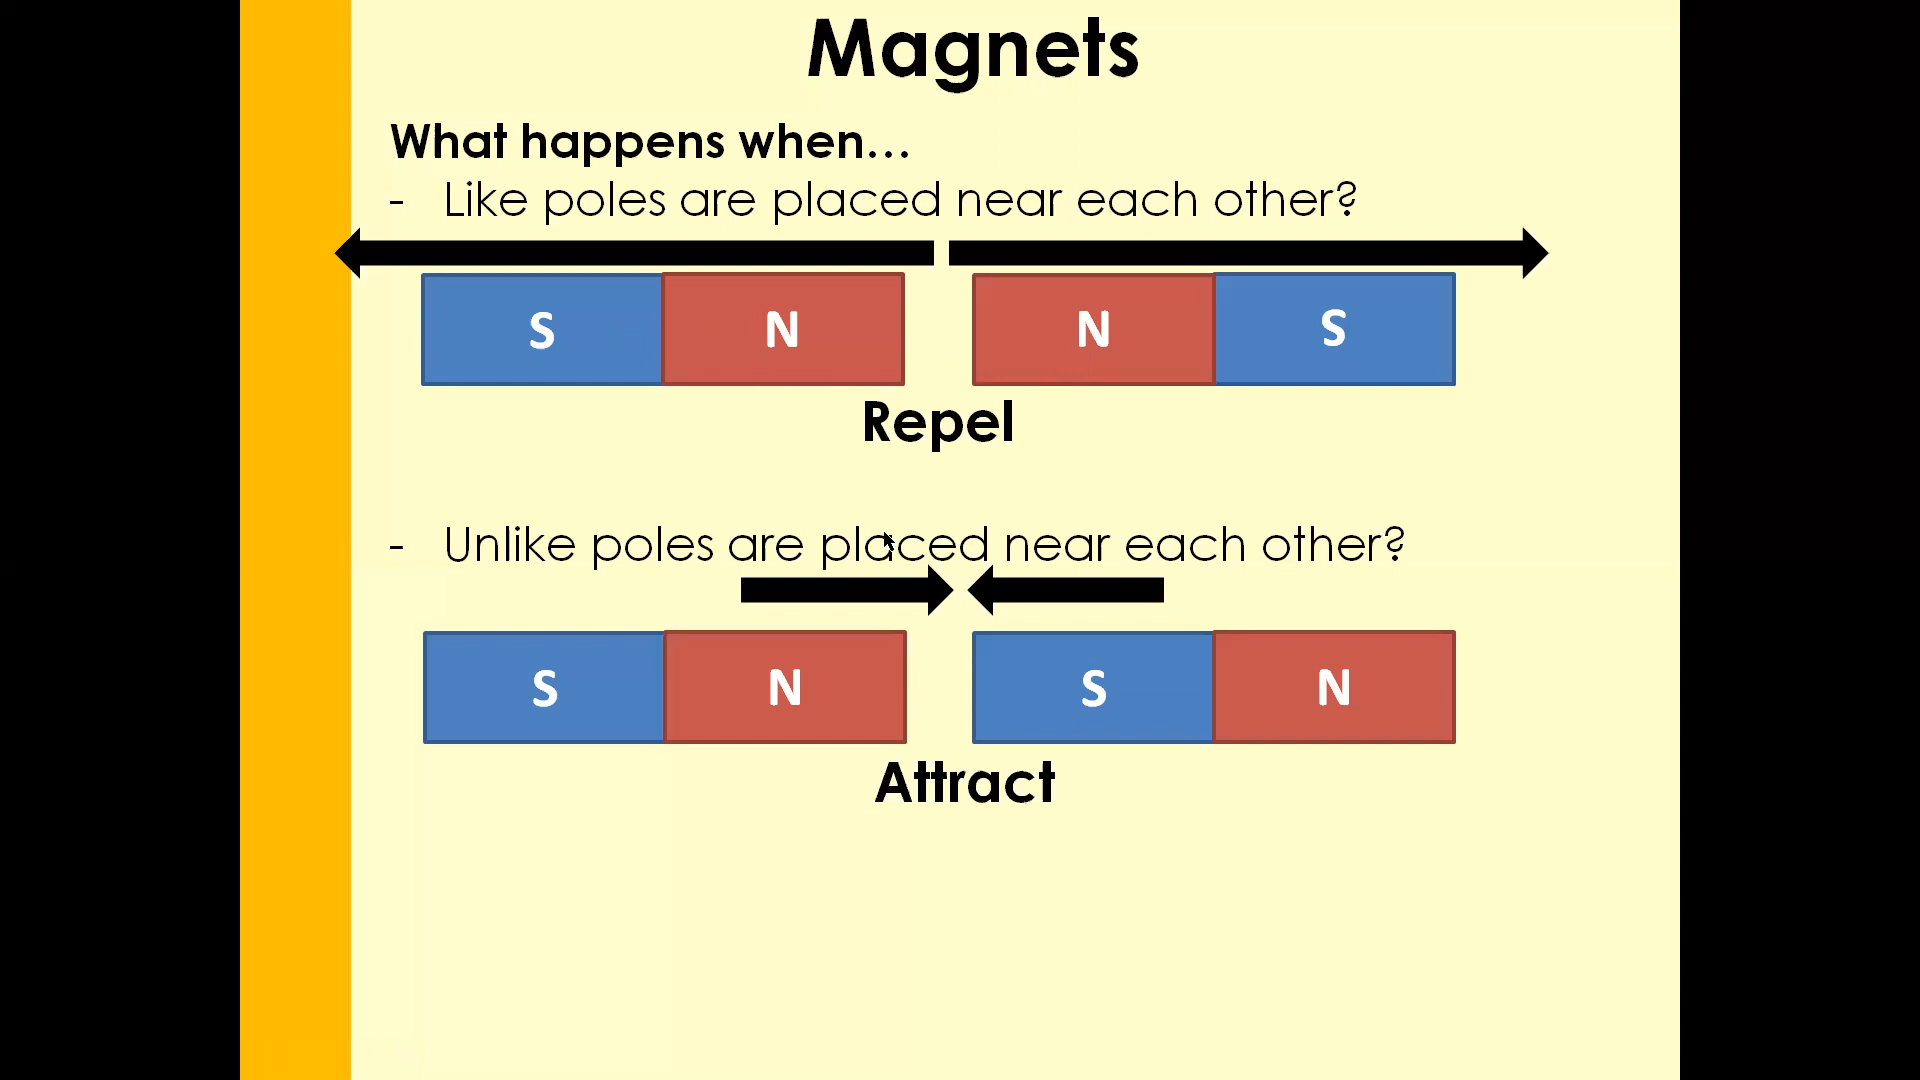 Magnets
What happens when...
- Like poles are placed near each other?
S N N S
Repel
- Unlike poles are placed near each other?
S N S N
Attract